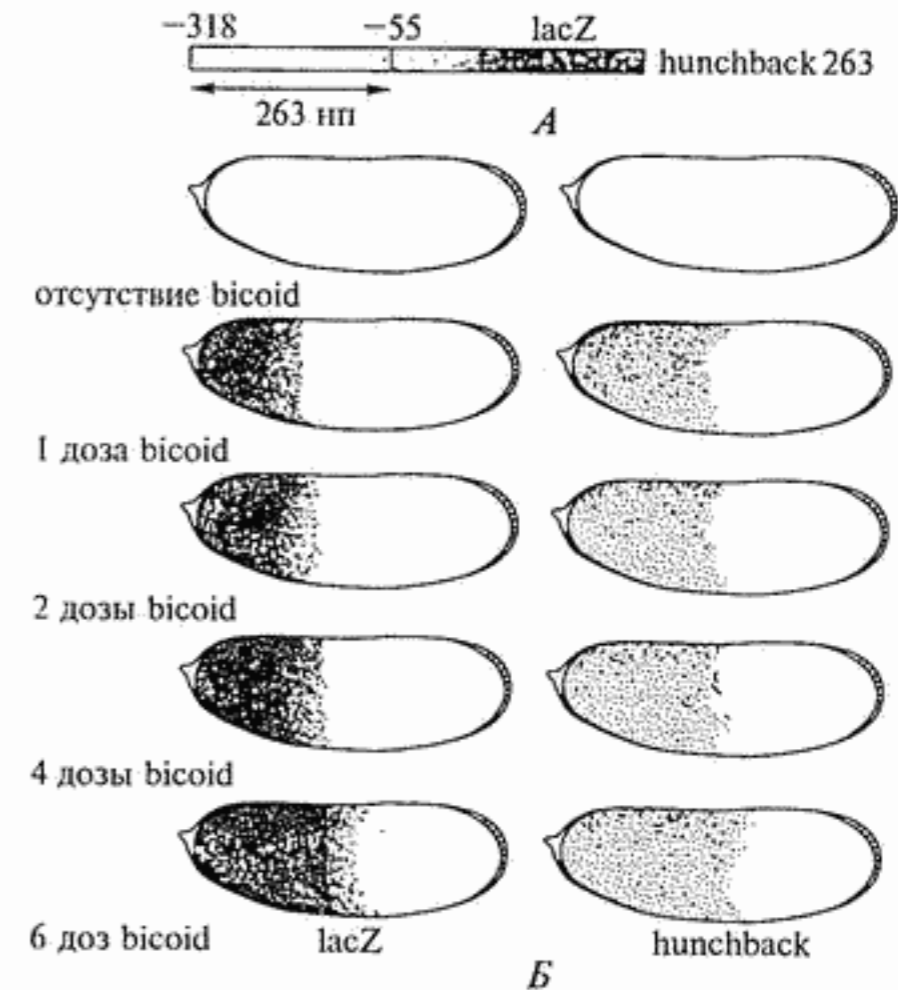 −318 −55 lacZ
hunchback 263
263 нп
А
отсутствие bicoid
1 доза bicoid
2 дозы bicoid
4 дозы bicoid
6 доз bicoid lacZ hunchback
Б